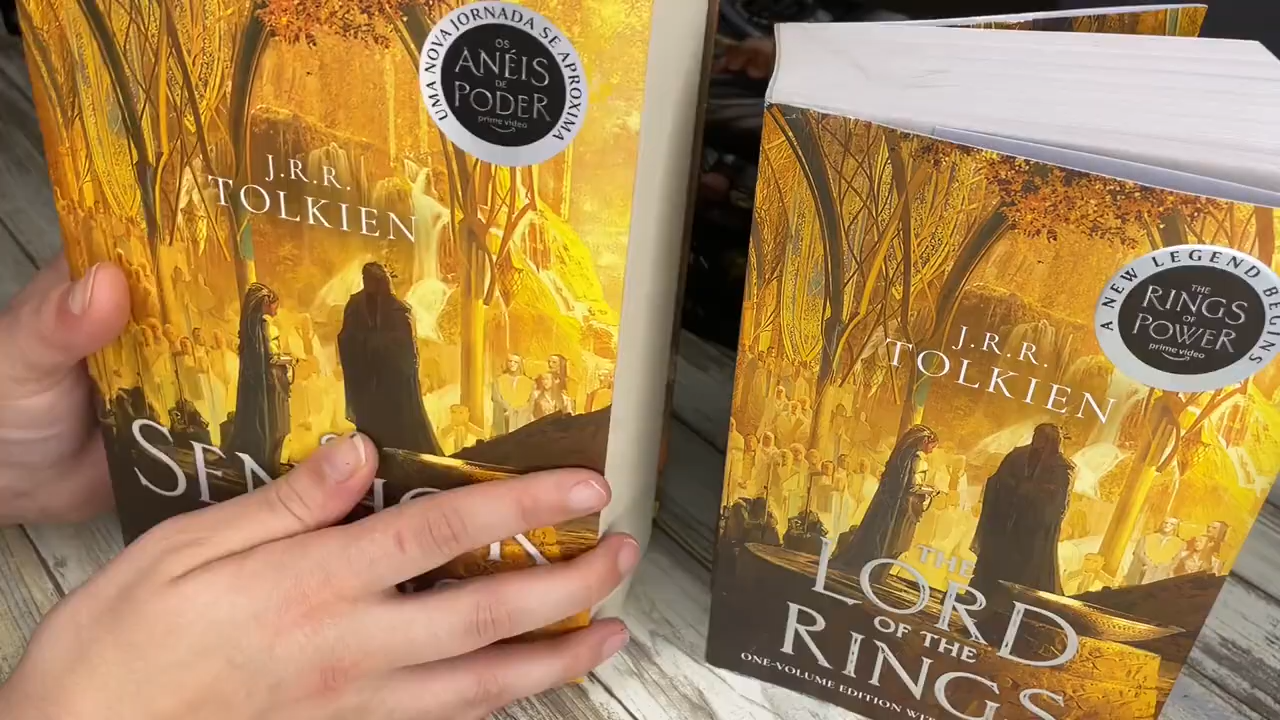 UMA NOVA JORNADA SE APROXIMA
OS
ANÉIS
DE
PODER
prime video
J.R.R.
TOLKIEN
A NEW LEGEND BEGINS
THE
RINGS
OF
POWER
prime video
J.R.R.
TOLKIEN
THE
LORD
OF THE
RINGS
ONE-VOLUME EDITION